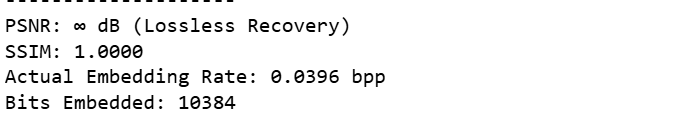 --------------------
PSNR: ∞ dB (Lossless Recovery)
SSIM: 1.0000
Actual Embedding Rate: 0.0396 bpp
Bits Embedded: 10384